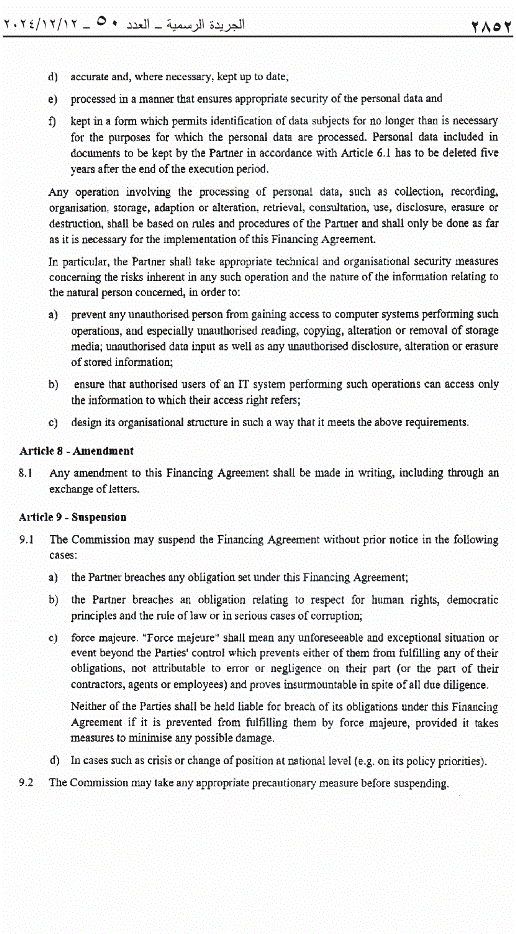 ٢٨٥٢ الجريدة الرسمية – العدد ٥٠ – ٢٠٢٤/١٢/١٢
d) accurate and, where necessary, kept up to date;
e) processed in a manner that ensures appropriate security of the personal data and
f) kept in a form which permits identification of data subjects for no longer than is necessary
for the purposes for which the personal data are processed. Personal data included in
documents to be kept by the Partner in accordance with Article 6.1 has to be deleted five
years after the end of the execution period.
Any operation involving the processing of personal data, such as collection, recording,
organisation, storage, adaption or alteration, retrieval, consultation, use, disclosure, erasure or
destruction, shall be based on rules and procedures of the Partner and shall only be done as far
as it is necessary for the implementation of this Financing Agreement.
In particular, the Partner shall take appropriate technical and organisational security measures
concerning the risks inherent in any such operation and the nature of the information relating to
the natural person concerned, in order to:
a) prevent any unauthorised person from gaining access to computer systems performing such
operations, and especially unauthorised reading, copying, alteration or removal of storage
media; unauthorised data input as well as any unauthorised disclosure, alteration or erasure
of stored information;
b) ensure that authorised users of an IT system performing such operations can access only
the information to which their access right refers;
c) design its organisational structure in such a way that it meets the above requirements.
Article 8 - Amendment
8.1 Any amendment to this Financing Agreement shall be made in writing, including through an
exchange of letters.
Article 9 - Suspension
9.1 The Commission may suspend the Financing Agreement without prior notice in the following
cases:
a) the Partner breaches any obligation set under this Financing Agreement;
b) the Partner breaches an obligation relating to respect for human rights, democratic
principles and the rule of law or in serious cases of corruption;
c) force majeure. "Force majeure" shall mean any unforeseeable and exceptional situation or
event beyond the Parties' control which prevents either of them from fulfilling any of their
obligations, not attributable to error or negligence on their part (or the part of their
contractors, agents or employees) and proves insurmountable in spite of all due diligence.
Neither of the Parties shall be held liable for breach of its obligations under this Financing
Agreement if it is prevented from fulfilling them by force majeure, provided it takes
measures to minimise any possible damage.
d) In cases such as crisis or change of position at national level (e.g. on its policy priorities).
9.2 The Commission may take any appropriate precautionary measure before suspending.